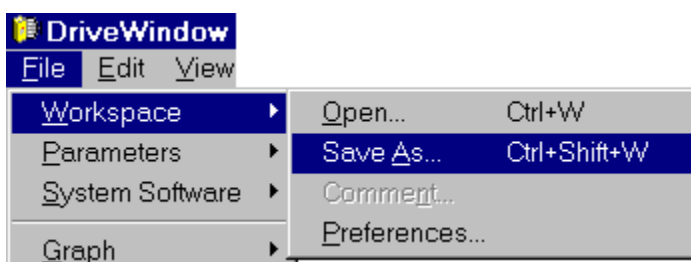 DriveWindow
File Edit View
Workspace
Parameters
System Software
Graph
Open... Ctrl+W
Save As... Ctrl+Shift+W
Comment...
Preferences...